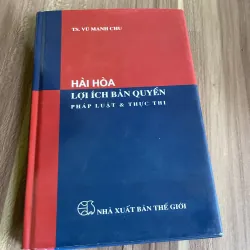 TS. VŨ MẠNH CHU
HÀI HÒA
LỢI ÍCH BẢN QUYỀN
PHÁP LUẬT & THỰC THI
NHÀ XUẤT BẢN THẾ GIỚI